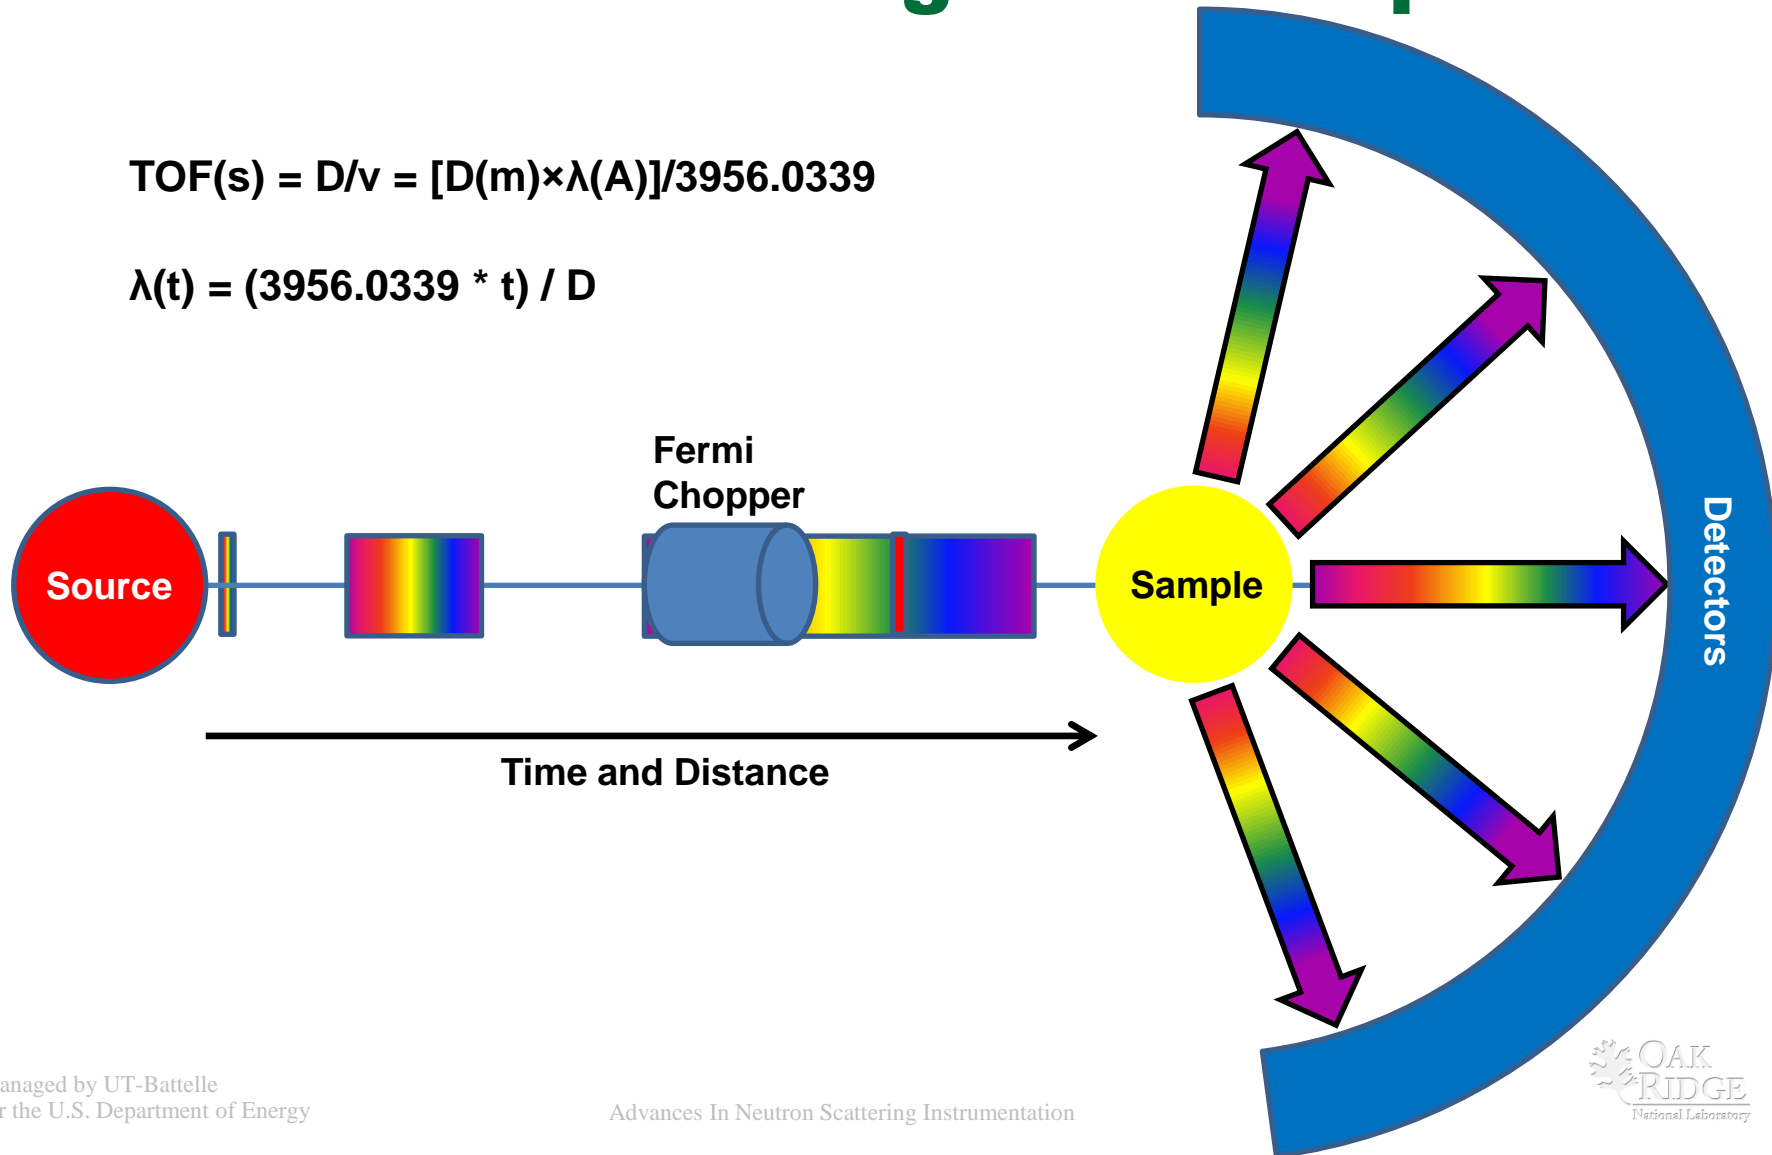 TOF(s) = D/v = [D(m)×λ(A)]/3956.0339
λ(t) = (3956.0339 * t) / D
Fermi
Chopper
Source
Sample
Detectors
Time and Distance
anaged by UT-Battelle
r the U.S. Department of Energy
Advances In Neutron Scattering Instrumentation
OAK
RIDGE
National Laboratory